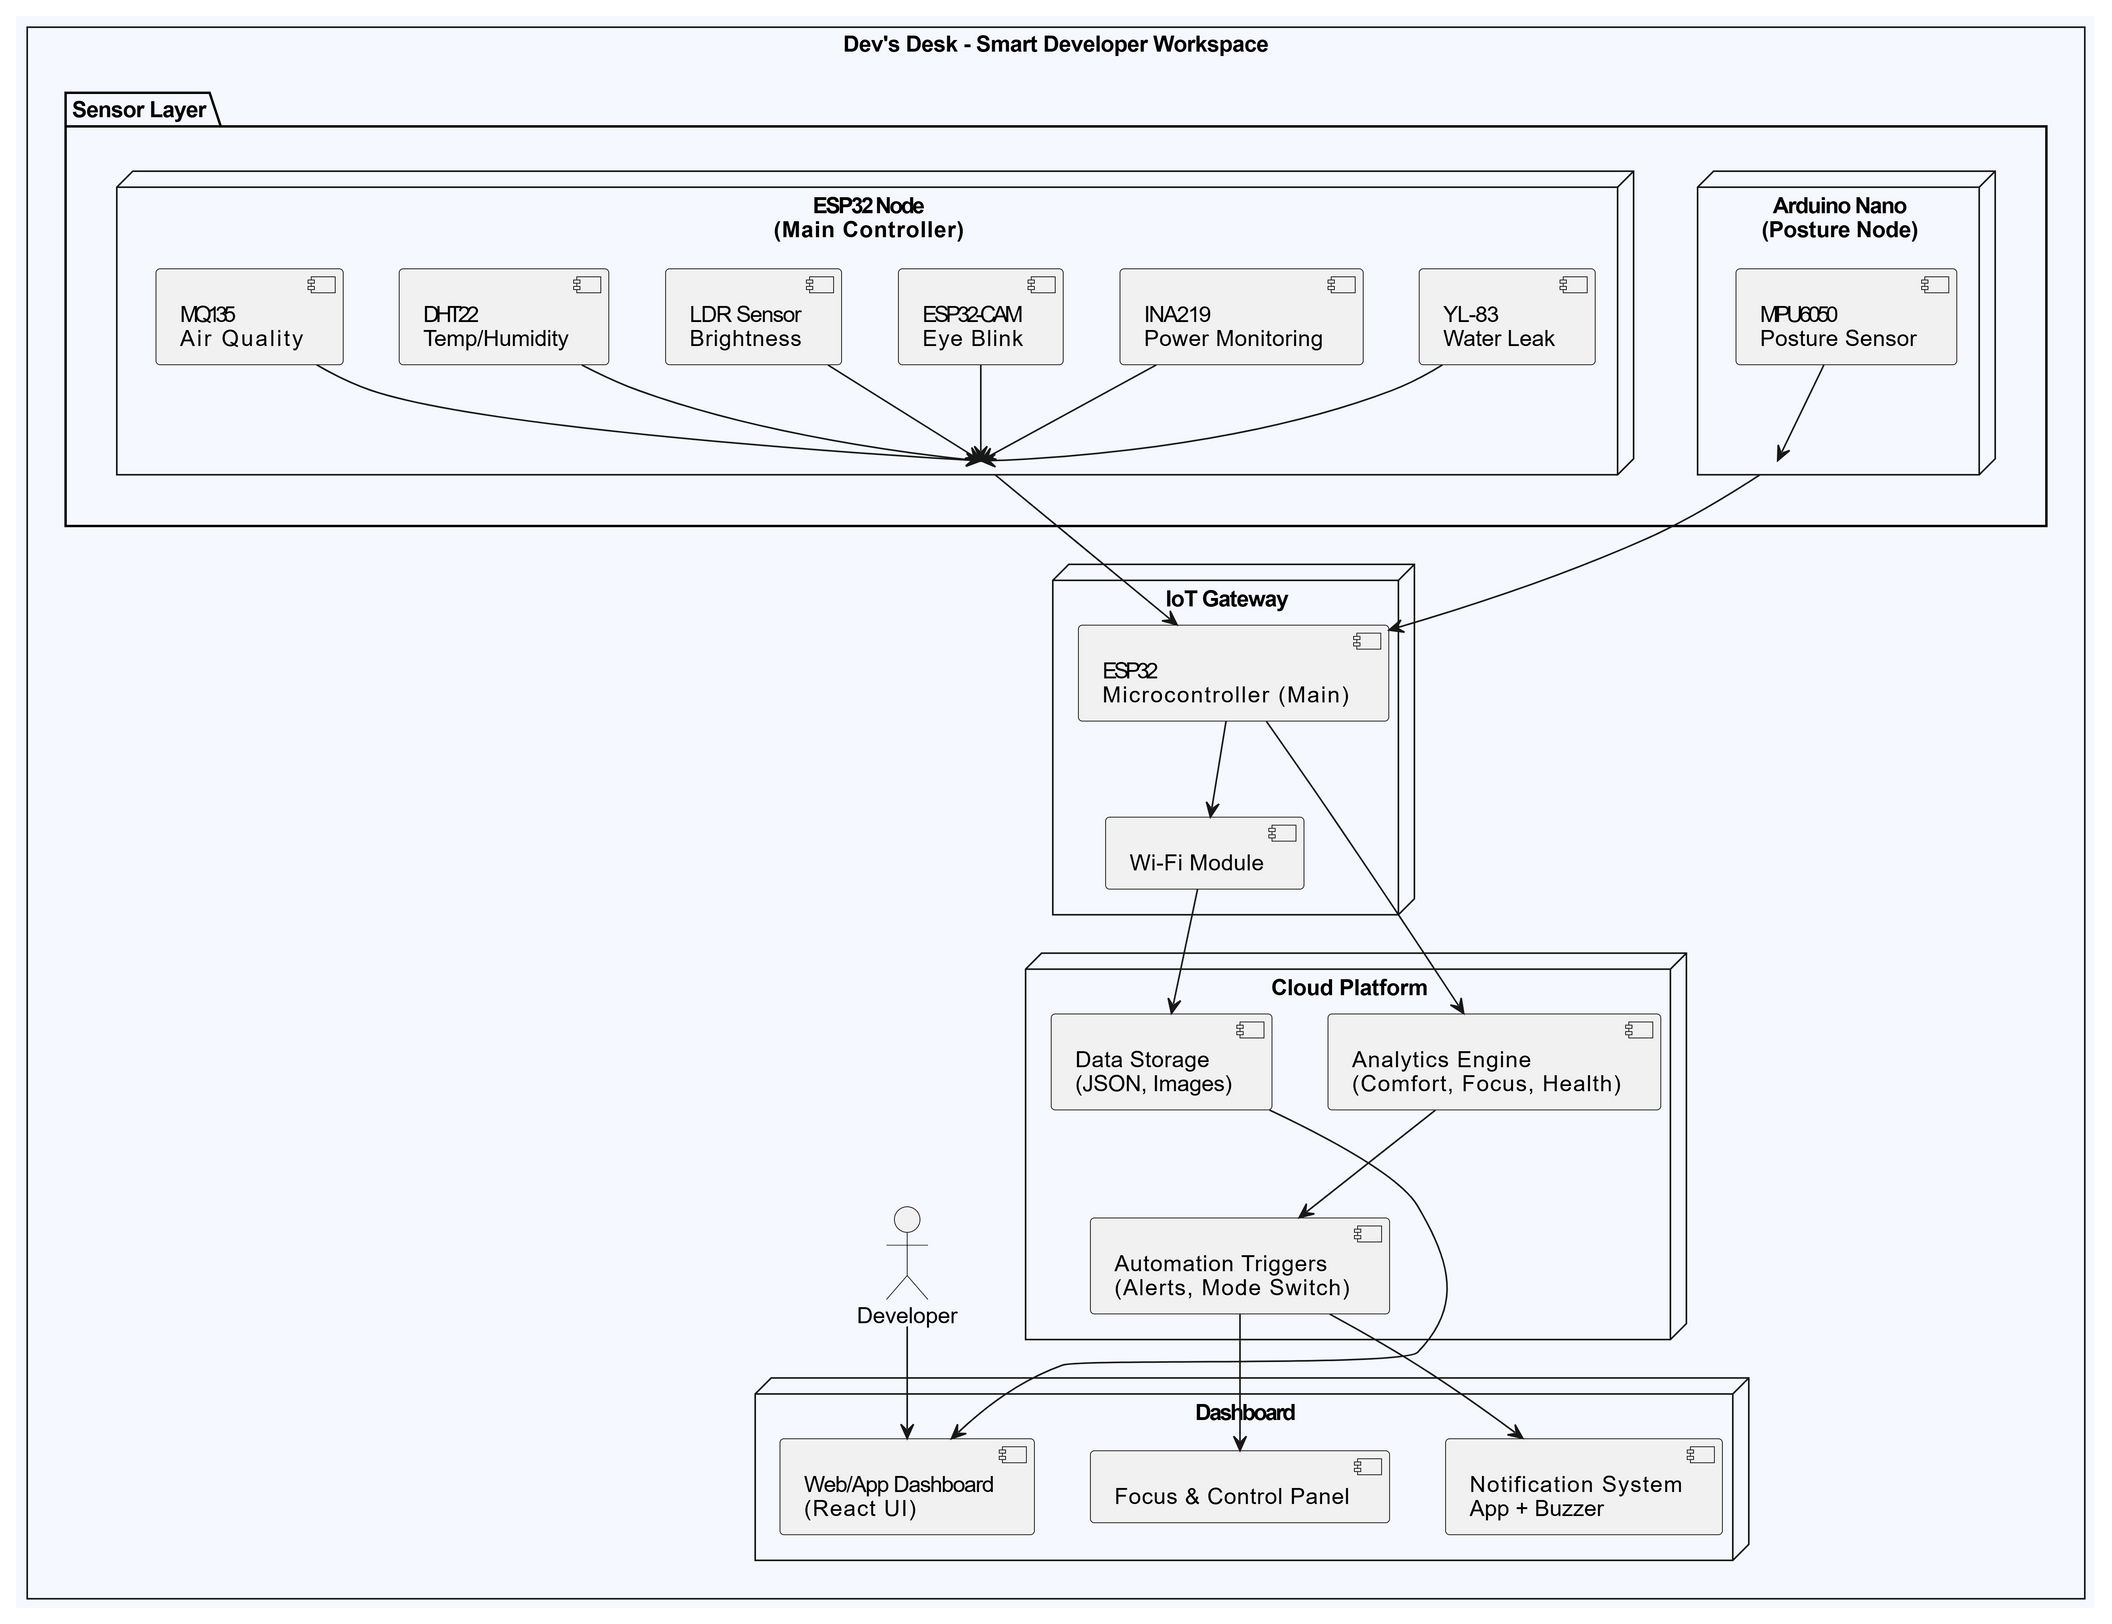 Dev's Desk - Smart Developer Workspace
Sensor Layer
ESP32 Node
(Main Controller)
Arduino Nano
(Posture Node)
MQ135
Air Quality
DHT22
Temp/Humidity
LDR Sensor
Brightness
ESP32-CAM
Eye Blink
INA219
Power Monitoring
YL-83
Water Leak
MPU6050
Posture Sensor
IoT Gateway
ESP32
Microcontroller (Main)
Wi-Fi Module
Cloud Platform
Data Storage
(JSON, Images)
Analytics Engine
(Comfort, Focus, Health)
Automation Triggers
(Alerts, Mode Switch)
Developer
Dashboard
Web/App Dashboard
(React UI)
Focus & Control Panel
Notification System
App + Buzzer